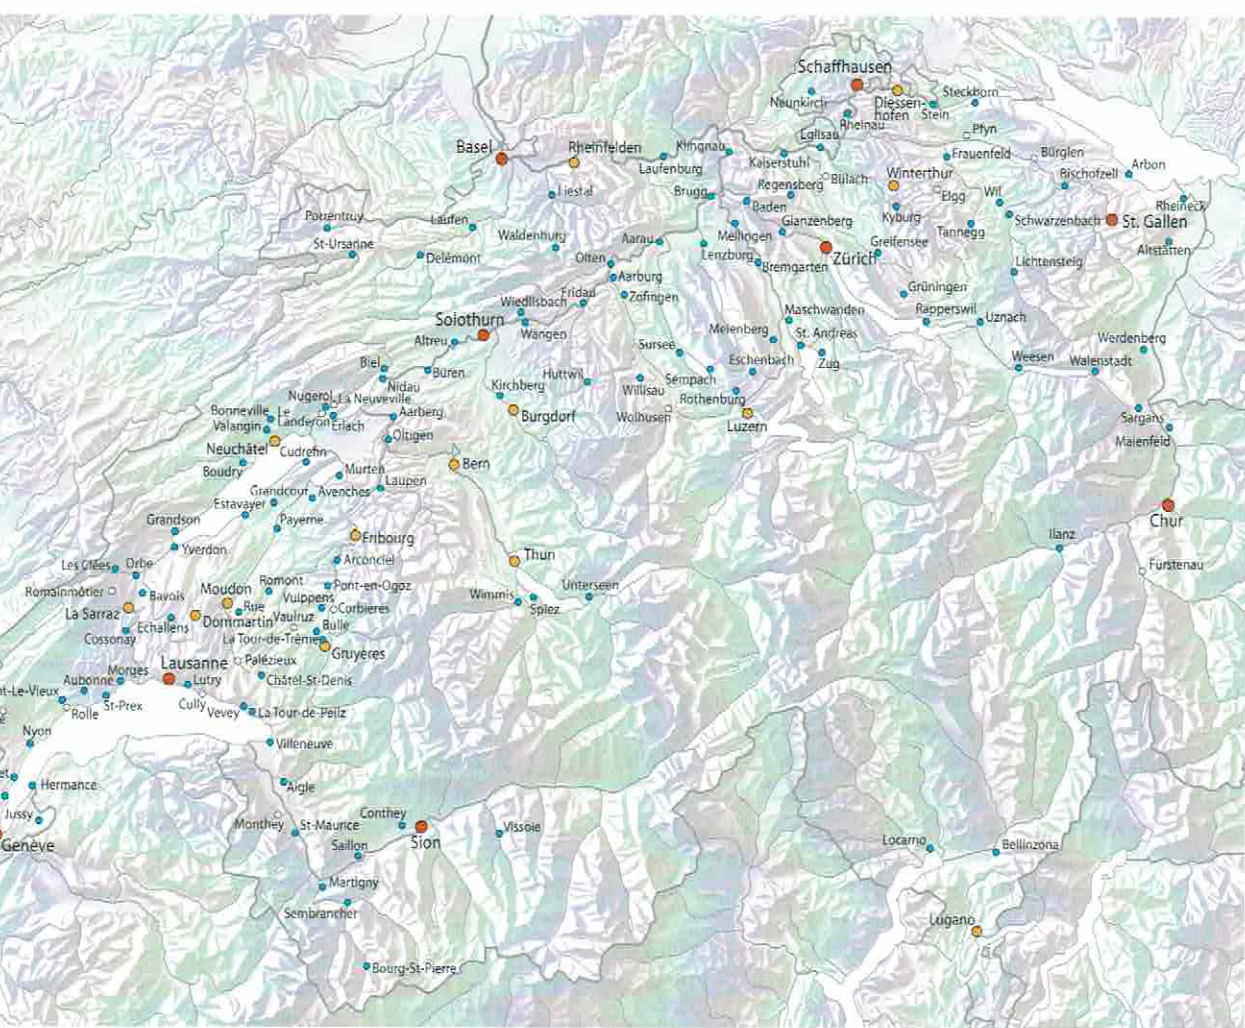 Schaffhausen
Steckborn
Neunkirch
Diessen-
hofen
Stein
Rheinau
Pfyn
Eglisau
Basel
Rheinfelden
Klingnau
Kaiserstuhl
Frauenfeld
Bürglen
Laufenburg
Arbon
Bischofzell
Winterthur
Bülach
Regensberg
Brugg
Liestal
Elgg
Wil
Rheineck
Baden
Kyburg
Schwarzenbach
St. Gallen
Porrentruy
Laufen
Glanzenberg
Tannegg
Waldenburg
Aarau
Mellingen
St-Ursanne
Greifensee
Altstätten
Delémont
Olten
Lenzburg
Zürich
Bremgarten
Lichtensteig
Aarburg
Grüningen
Fridau
Zofingen
Wiedlisbach
Maschwanden
Rapperswil
Uznach
Solothurn
Wangen
Meienberg
St. Andreas
Altreu
Sursee
Werdenberg
Eschenbach
Zug
Weesen
Walenstadt
Biel
Büren
Huttwil
Nidau
Kirchberg
Willisau
Sempach
Nugerol
La Neuveville
Rothenburg
Bonneville
Le
Landeron
Erlach
Aarberg
Burgdorf
Wolhusen
Luzern
Sargans
Valangin
Oltigen
Maienfeld
Neuchâtel
Cudrefin
Boudry
Murten
Bern
Laupen
Grandcour
Avenches
Estavayer
Chur
Grandson
Payerne
Fribourg
Ilanz
Yverdon
Thun
Les Clées
Orbe
Arconciel
Fürstenau
Romainmôtier
Bavois
Moudon
Romont
Pont-en-Ogoz
Unterseen
Vuippens
Wimmis
Spiez
La Sarraz
Rue
Corbieres
Echallens
Dommartin
Vaulruz
Bulle
Cossonay
La Tour-de-Trême
Gruyeres
Lausanne
Palézieux
Morges
Aubonne
Lutry
Châtel-St-Denis
nt-Le-Vieux
St-Prex
Cully
Rolle
Vevey
La Tour-de-Peilz
Nyon
Villeneuve
et
Hermance
Aigle
Jussy
Conthey
Monthey
St-Maurice
Vissoie
Genève
Saillon
Sion
Locarno
Bellinzona
Martigny
Sembrancher
Lugano
Bourg-St-Pierre